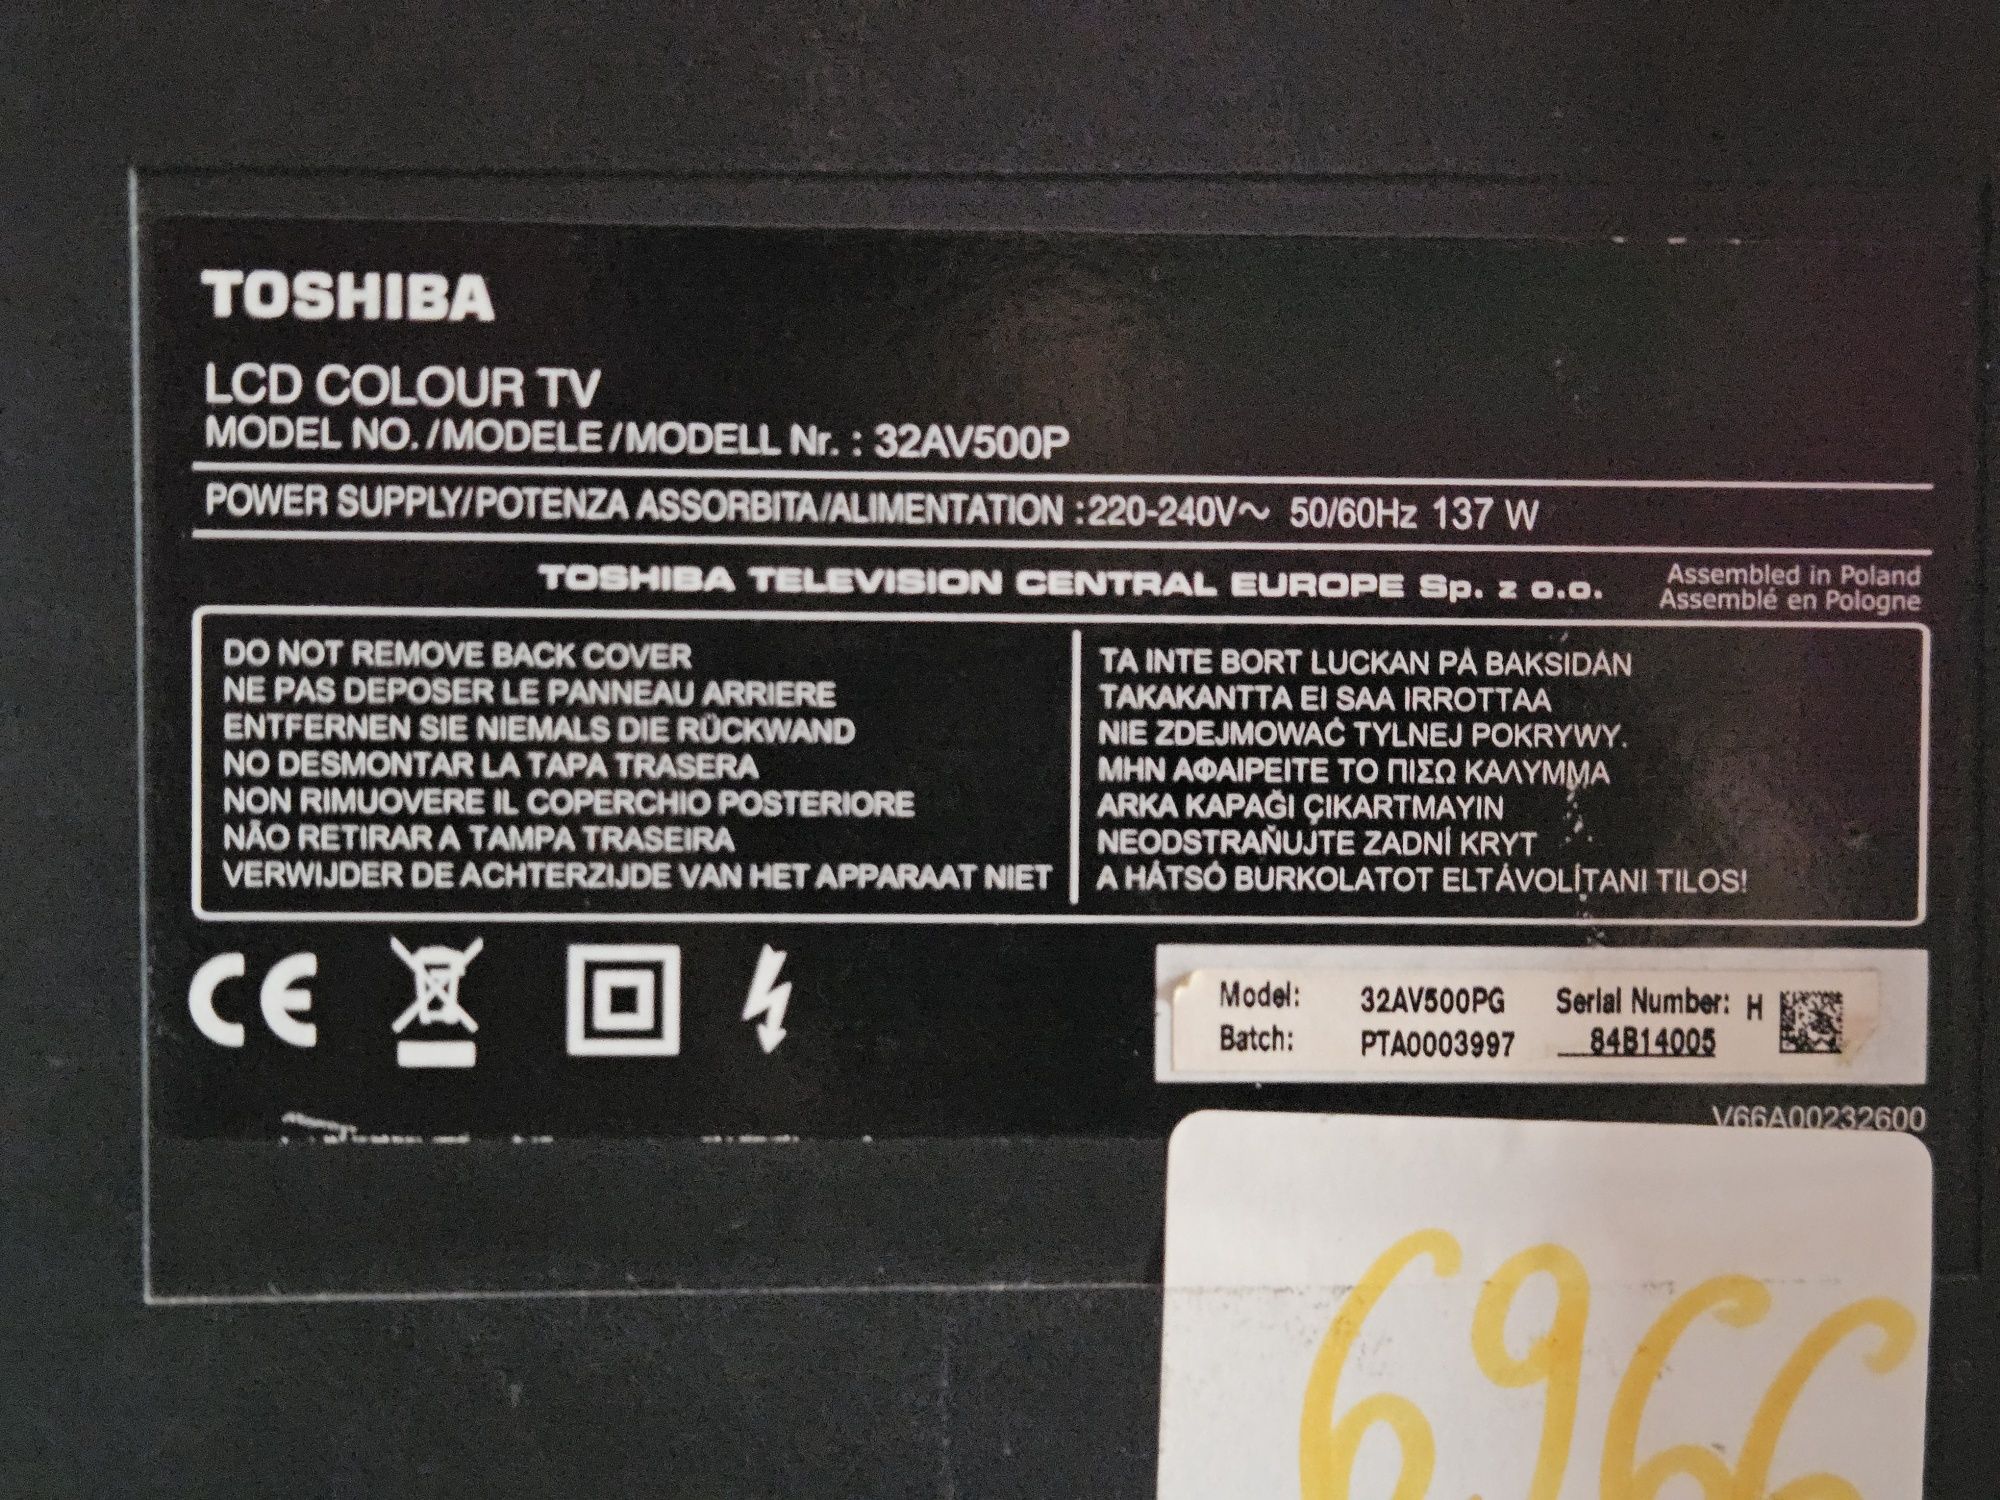 TOSHIBA
LCD COLOUR TV
MODEL NO. /MODELE /MODELL Nr. : 32AV500P
POWER SUPPLY/POTENZA ASSORBITA/ALIMENTATION :220-240V~ 50/60Hz 137 W
TOSHIBA TELEVISION CENTRAL EUROPE Sp. z o.o.
Assembled in Poland
Assemblé en Pologne
DO NOT REMOVE BACK COVER
NE PAS DEPOSER LE PANNEAU ARRIERE
ENTFERNEN SIE NIEMALS DIE RÜCKWAND
NO DESMONTAR LA TAPA TRASERA
NON RIMUOVERE IL COPERCHIO POSTERIORE
NÃO RETIRAR A TAMPA TRASEIRA
VERWIJDER DE ACHTERZIJDE VAN HET APPARAAT NIET
TA INTE BORT LUCKAN PÅ BAKSIDAN
TAKAKANTTA EI SAA IRROTTAA
NIE ZDEJMOWAĆ TYLNEJ POKRYWY.
ΜΗΝ ΑΦΑΙΡΕΙΤΕ ΤΟ ΠΙΣΩ ΚΑΛΥΜΜΑ
ARKA KAPAĞI ÇIKARTMAYIN
NEODSTRAŇUJTE ZADNÍ KRYT
A HÁTSÓ BURKOLATOT ELTÁVOLÍTANI TILOS!
CE
Model: 32AV500PG Serial Number: H
Batch: PTA0003997 84B14005
V66A00232600
6966